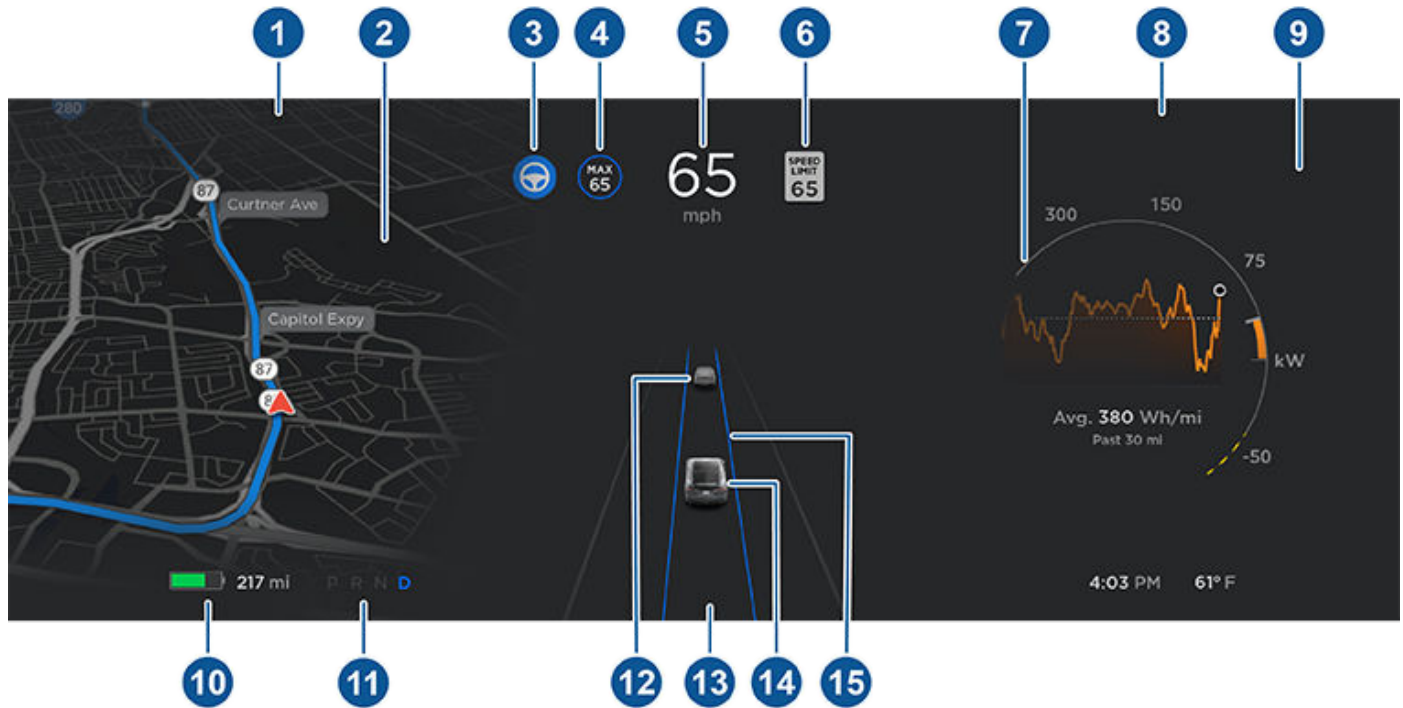 1 2 3 4 5 6 7 8 9
280
87
Curtner Ave
Capitol Expy
87
8
MAX
65
65
mph
SPEED
LIMIT
65
300
150
75
kW
-50
Avg. 380 Wh/mi
Past 30 mi
217 mi
P R N D
4:03 PM 61° F
10 11 12 13 14 15